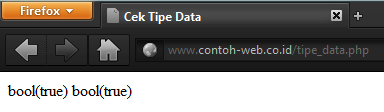 Firefox
Cek Tipe Data
www.contoh-web.co.id/tipe_data.php
bool(true) bool(true)